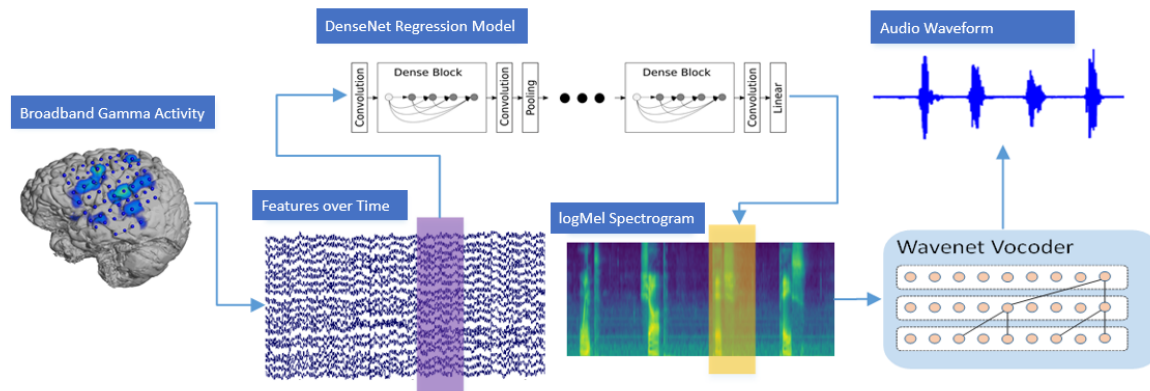 DenseNet Regression Model
Audio Waveform
Convolution
Dense Block
Convolution
Pooling
Dense Block
Convolution
Linear
Broadband Gamma Activity
Features over Time
logMel Spectrogram
Wavenet Vocoder